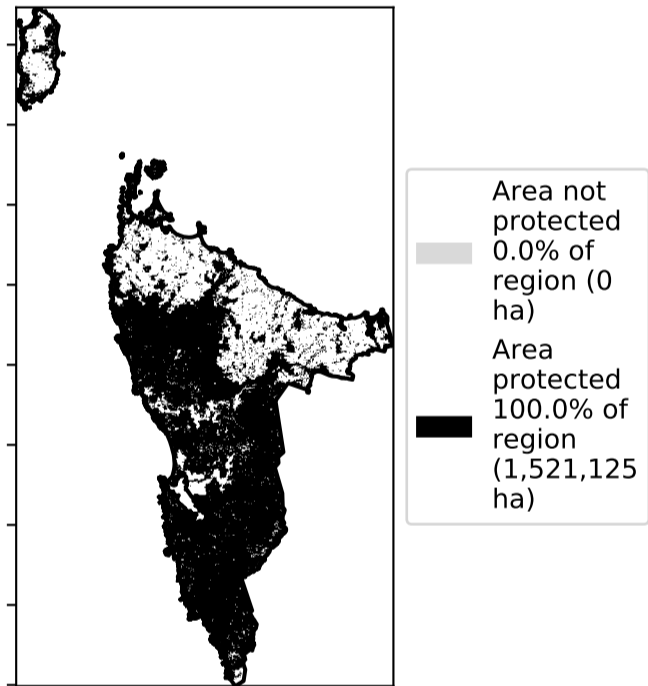 Area not
protected
0.0% of
region (0
ha)
Area
protected
100.0% of
region
(1,521,125
ha)